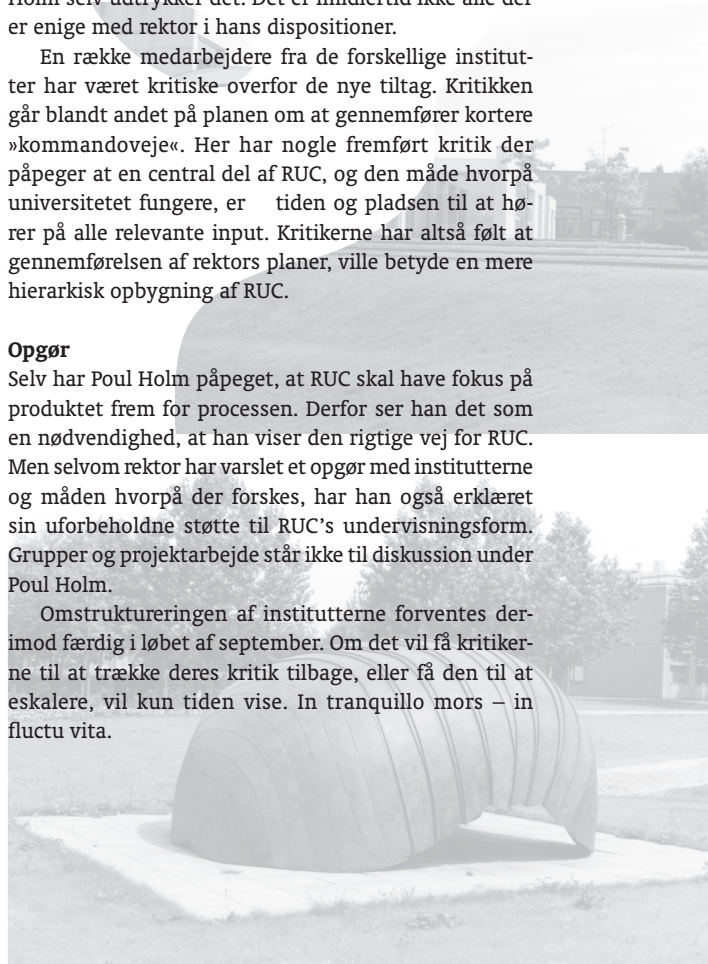 Holm selv udtrykker det. Det er imidlertid ikke alle der
er enige med rektor i hans dispositioner.
En række medarbejdere fra de forskellige institut-
ter har været kritiske overfor de nye tiltag. Kritikken
går blandt andet på planen om at gennemfører kortere
»kommandoveje«. Her har nogle fremført kritik der
påpeger at en central del af RUC, og den måde hvorpå
universitetet fungere, er tiden og pladsen til at hø-
rer på alle relevante input. Kritikerne har altså følt at
gennemførelsen af rektors planer, ville betyde en mere
hierarkisk opbygning af RUC.
Opgør
Selv har Poul Holm påpeget, at RUC skal have fokus på
produktet frem for processen. Derfor ser han det som
en nødvendighed, at han viser den rigtige vej for RUC.
Men selvom rektor har varslet et opgør med institutterne
og måden hvorpå der forskes, har han også erklæret
sin uforbeholdne støtte til RUC’s undervisningsform.
Grupper og projektarbejde står ikke til diskussion under
Poul Holm.
Omstruktureringen af institutterne forventes der-
imod færdig i løbet af september. Om det vil få kritiker-
ne til at trække deres kritik tilbage, eller få den til at
eskalere, vil kun tiden vise. In tranquillo mors – in
fluctu vita.